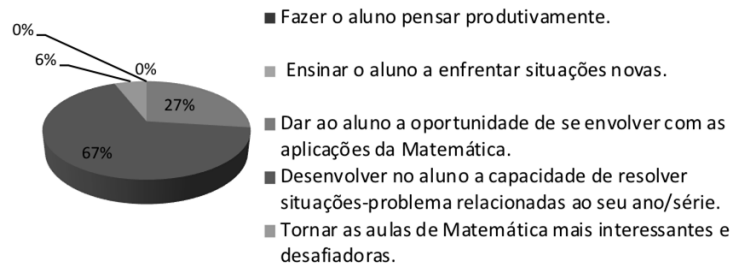 0%
6%
0%
27%
67%
Fazer o aluno pensar produtivamente.
Ensinar o aluno a enfrentar situações novas.
Dar ao aluno a oportunidade de se envolver com as
aplicações da Matemática.
Desenvolver no aluno a capacidade de resolver
situações-problema relacionadas ao seu ano/série.
Tornar as aulas de Matemática mais interessantes e
desafiadoras.